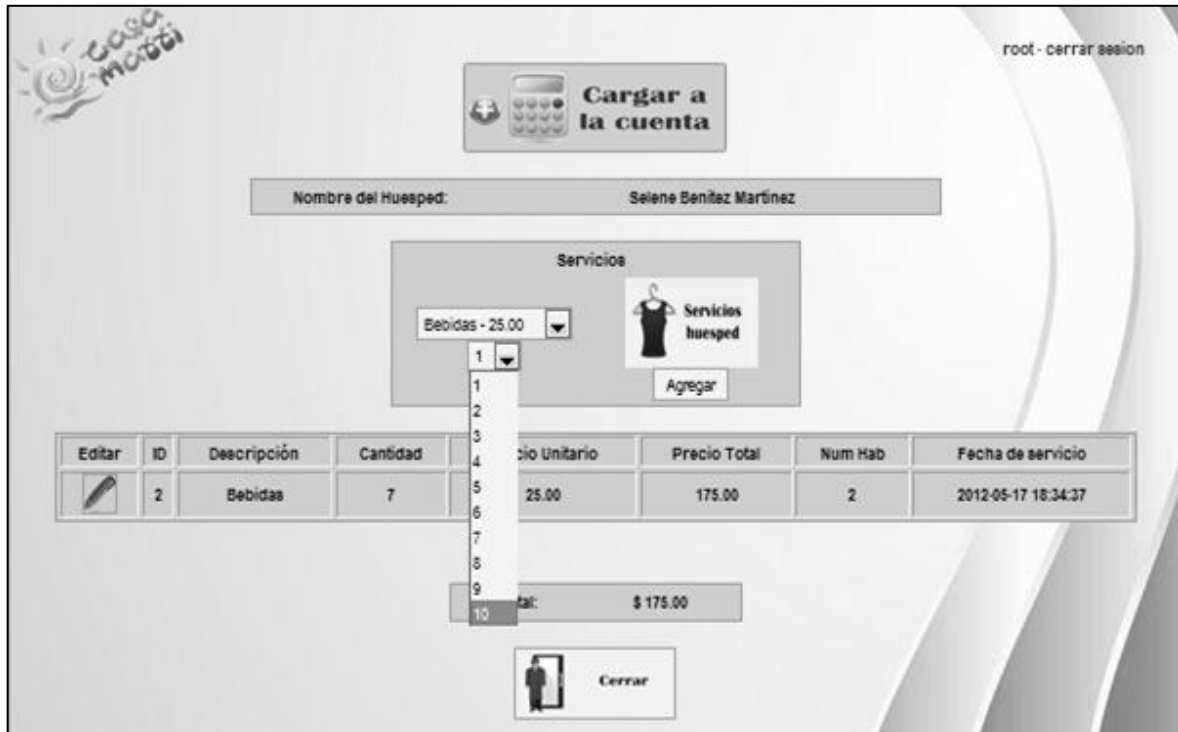 casa
matti
root - cerrar sesion
Cargar a
la cuenta
Nombre del Huesped: Selene Benítez Martínez
Servicios
Bebidas - 25.00
Servicios
huesped
1
Agregar
1
2
3
4
5
6
7
8
9
10
Editar ID Descripción Cantidad cio Unitario Precio Total Num Hab Fecha de servicio
2 Bebidas 7 25.00 175.00 2 2012-05-17 18:34:37
tal: $ 175.00
Cerrar